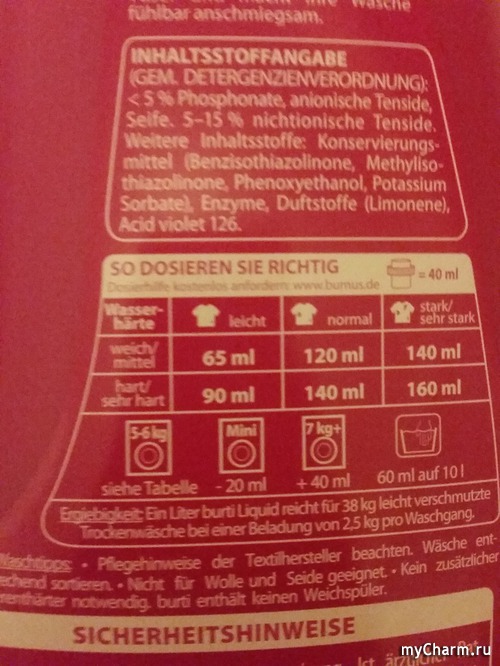 fühlbar anschmiegsam.
INHALTSSTOFFANGABE
(GEM. DETERGENZIENVERORDNUNG):
< 5 % Phosphonate, anionische Tenside,
Seife. 5–15 % nichtionische Tenside.
Weitere Inhaltsstoffe: Konservierungs-
mittel (Benzisothiazolinone, Methyliso-
thiazolinone, Phenoxyethanol, Potassium
Sorbate), Enzyme, Duftstoffe (Limonene),
Acid violet 126.
SO DOSIEREN SIE RICHTIG = 40 ml
Dosierhilfe kostenlos anfordern: www.burnus.de
Wasser-
härte leicht normal stark/
sehr stark
weich/
mittel 65 ml 120 ml 140 ml
hart/
sehr hart 90 ml 140 ml 160 ml
5-6 kg Mini 7 kg+
siehe Tabelle - 20 ml + 40 ml 60 ml auf 10 l
Ergiebigkeit: Ein Liter burti Liquid reicht für 38 kg leicht verschmutzte
Trockenwäsche bei einer Beladung von 2,5 kg pro Waschgang.
Waschtipps: • Pflegehinweise der Textilhersteller beachten. Wäsche ent-
sortieren. • Nicht für Wolle und Seide geeignet. • Kein zusätzlicher
notwendig. burti enthält keinen Weichspüler.
SICHERHEITSHINWEISE
Ist ärztlicher Rat
myCharm.ru